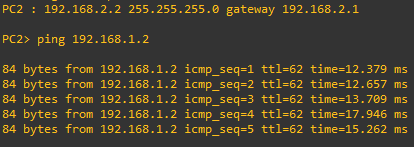 PC2 : 192.168.2.2 255.255.255.0 gateway 192.168.2.1
PC2> ping 192.168.1.2
84 bytes from 192.168.1.2 icmp_seq=1 ttl=62 time=12.379 ms
84 bytes from 192.168.1.2 icmp_seq=2 ttl=62 time=12.657 ms
84 bytes from 192.168.1.2 icmp_seq=3 ttl=62 time=13.709 ms
84 bytes from 192.168.1.2 icmp_seq=4 ttl=62 time=17.946 ms
84 bytes from 192.168.1.2 icmp_seq=5 ttl=62 time=15.262 ms